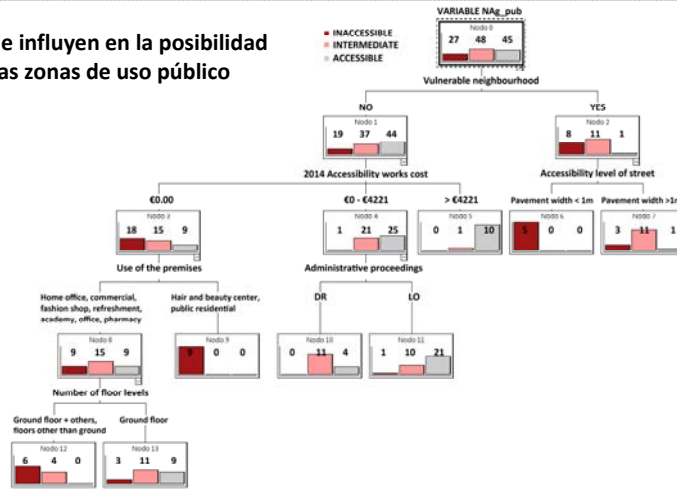 e influyen en la posibilidad
as zonas de uso público
INACCESSIBLE
INTERMEDIATE
ACCESSIBLE
VARIABLE NAg_pub
Nodo 0
27 48 45
Vulnerable neighbourhood
NO
YES
Nodo 1
19 37 44
Nodo 2
8 11 1
2014 Accessibility works cost
Accessibility level of street
€0.00
€0 - €4221
> €4221
Pavement width < 1m
Pavement width >1m
Nodo 3
18 15 9
Nodo 4
1 21 25
Nodo 5
0 1 10
Nodo 6
5 0 0
Nodo 7
3 11 1
Use of the premises
Administrative proceedings
Home office, commercial,
fashion shop, refreshment,
academy, office, pharmacy
Hair and beauty center,
public residential
DR
LO
Nodo 8
9 15 9
Nodo 9
9 0 0
Nodo 10
0 11 4
Nodo 11
1 10 21
Number of floor levels
Ground floor + others,
floors other than ground
Ground floor
Nodo 12
6 4 0
Nodo 13
3 11 9